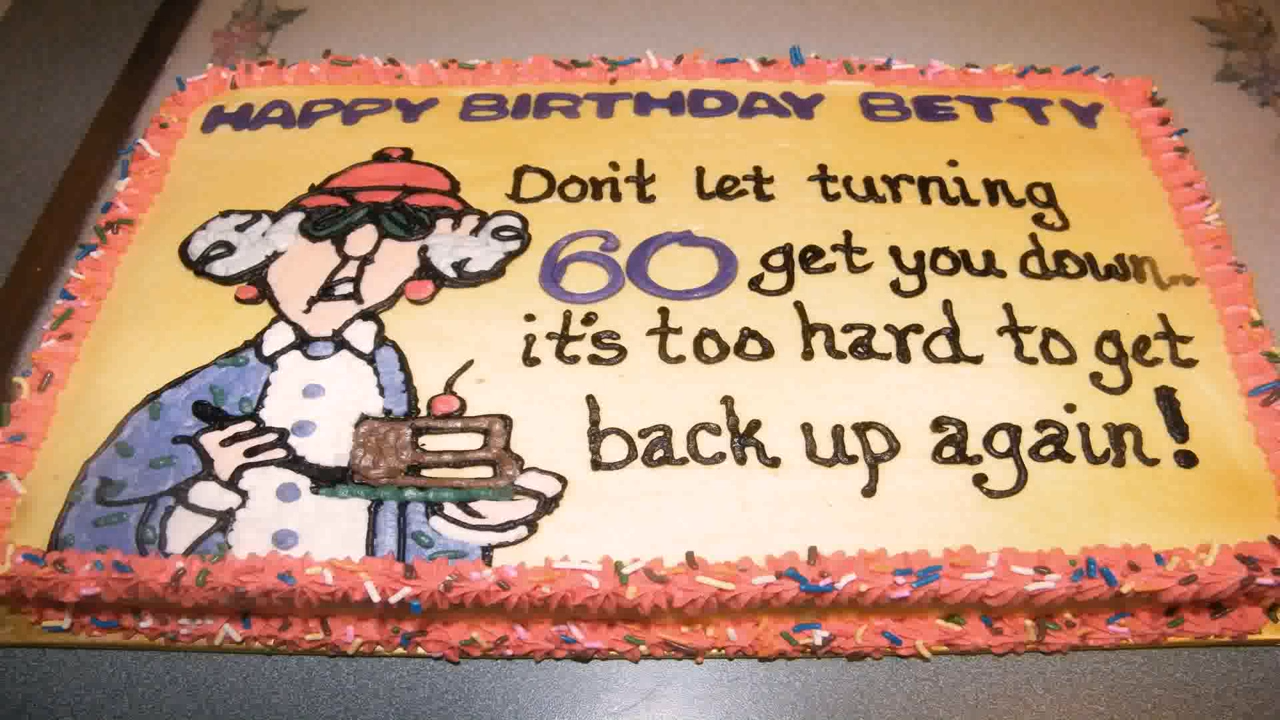 HAPPY BIRTHDAY BETTY
Don't let turning
60 get you down...
it's too hard to get
back up again!